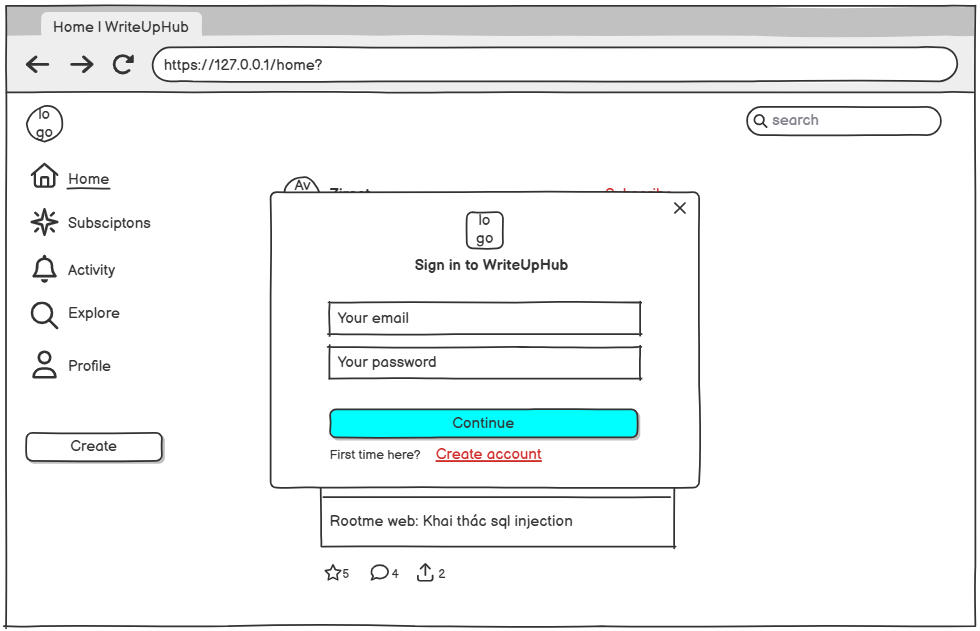 Home | WriteUpHub
https://127.0.0.1/home?
lo
go
search
Home
Subsciptons
Activity
Explore
Profile
Create
Av
lo
go
Sign in to WriteUpHub
Your email
Your password
Continue
First time here? Create account
Rootme web: Khai thác sql injection
5 4 2